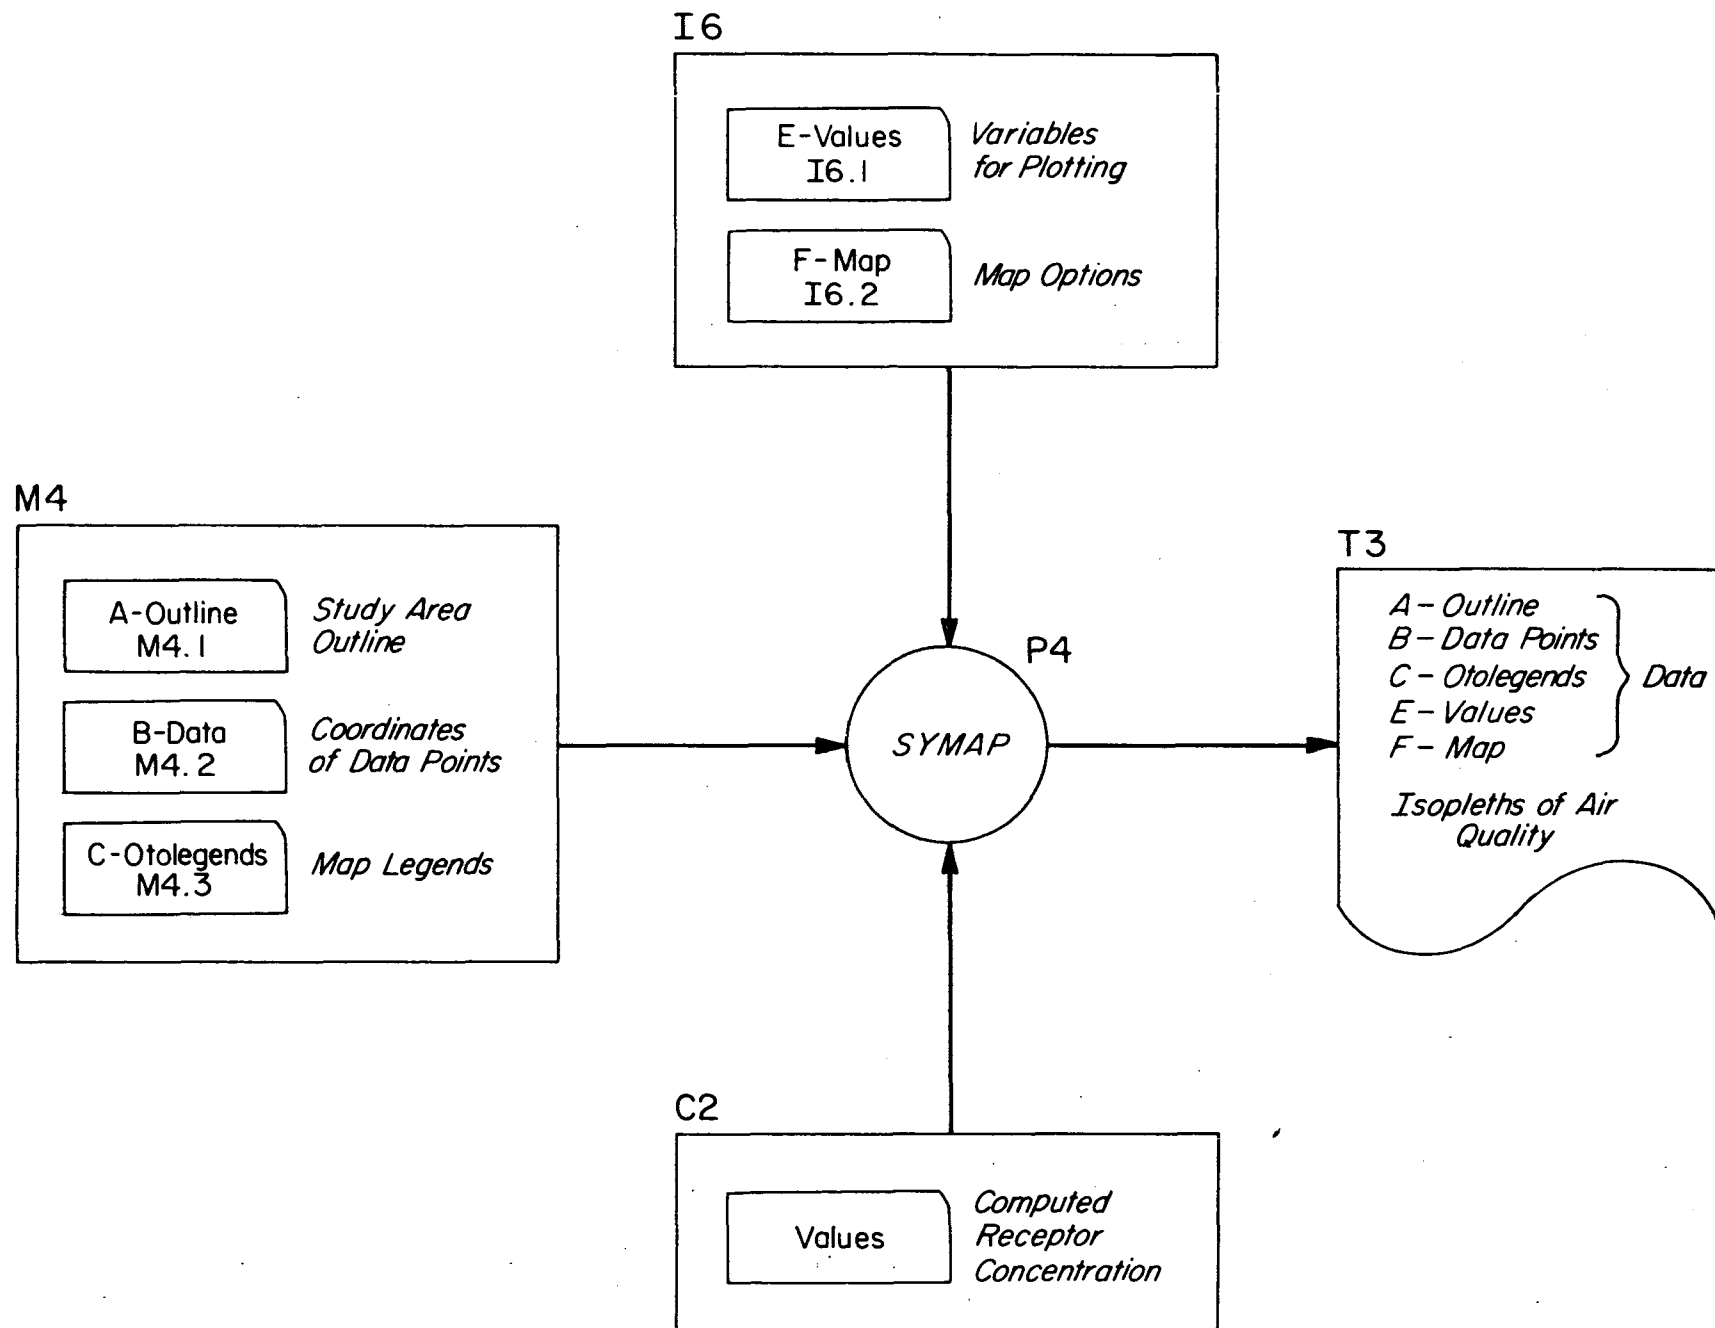 I6
E-Values
I6.1
Variables
for Plotting
F-Map
I6.2
Map Options
M4
A-Outline
M4.1
Study Area
Outline
B-Data
M4.2
Coordinates
of Data Points
C-Otolegends
M4.3
Map Legends
P4
SYMAP
T3
A - Outline
B - Data Points
C - Otolegends
E - Values
F - Map
Data
Isopleths of Air
Quality
C2
Values
Computed
Receptor
Concentration